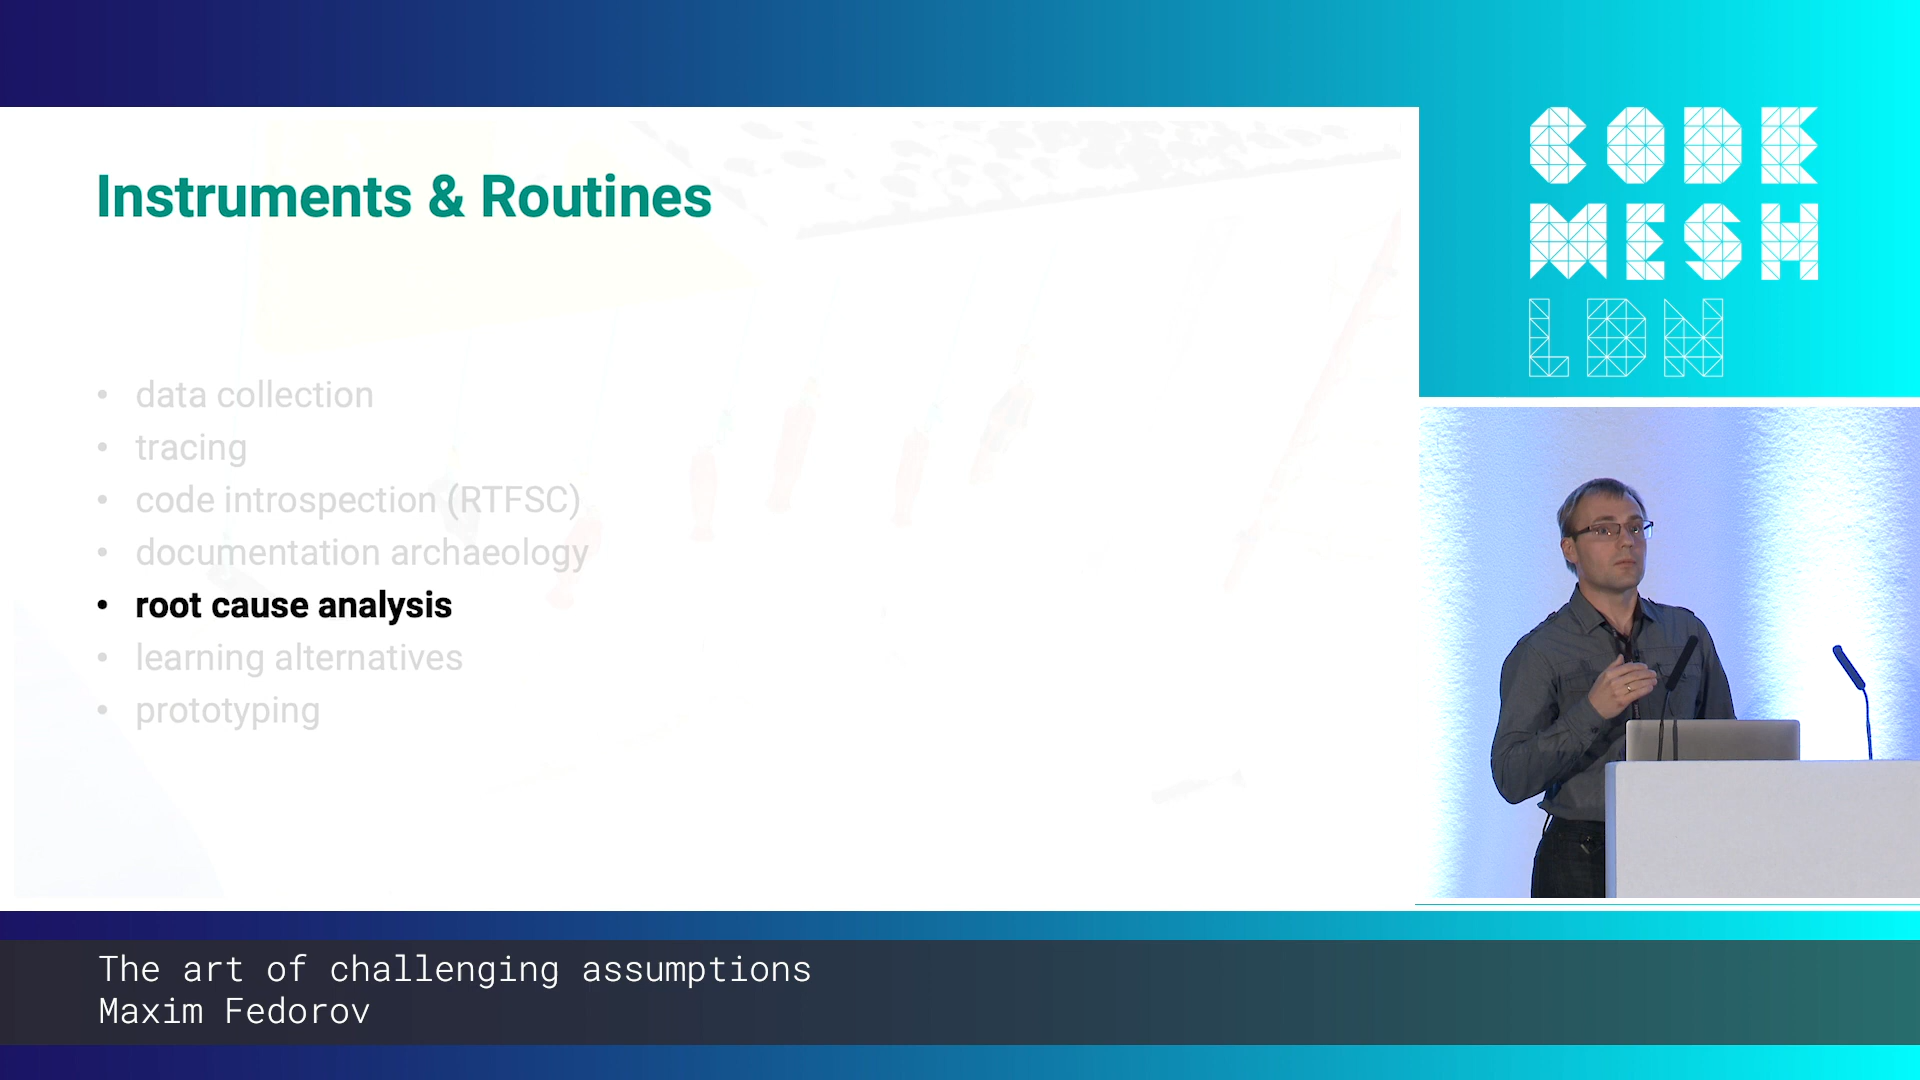 Instruments & Routines
• data collection
• tracing
• code introspection (RTFSC)
• documentation archaeology
• root cause analysis
• learning alternatives
• prototyping
CODE
MESH
LDN
The art of challenging assumptions
Maxim Fedorov